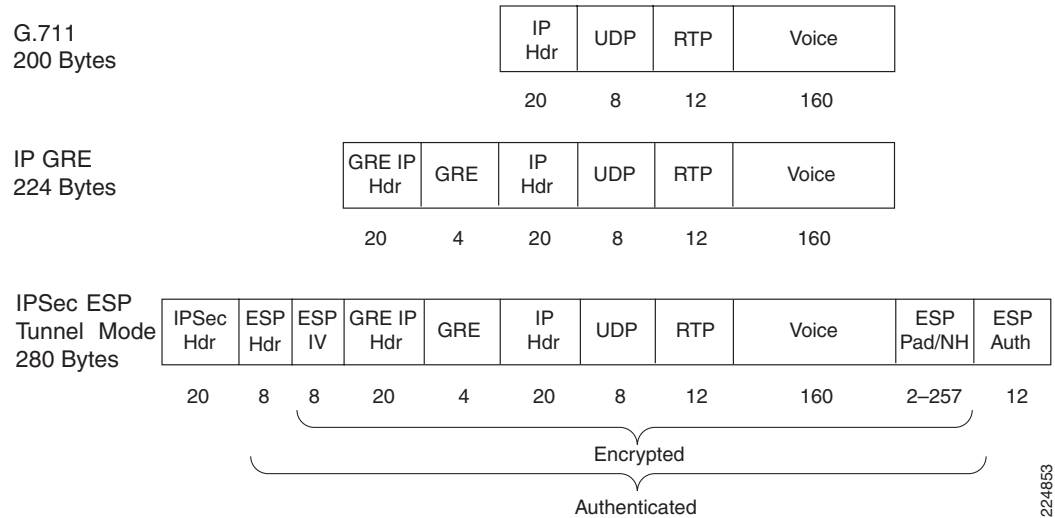 G.711
200 Bytes
IP Hdr UDP RTP Voice
20 8 12 160
IP GRE
224 Bytes
GRE IP Hdr GRE IP Hdr UDP RTP Voice
20 4 20 8 12 160
IPSec ESP
Tunnel Mode
280 Bytes
IPSec Hdr ESP Hdr ESP IV GRE IP Hdr GRE IP Hdr UDP RTP Voice ESP Pad/NH ESP Auth
20 8 8 20 4 20 8 12 160 2–257 12
Encrypted
Authenticated
224853